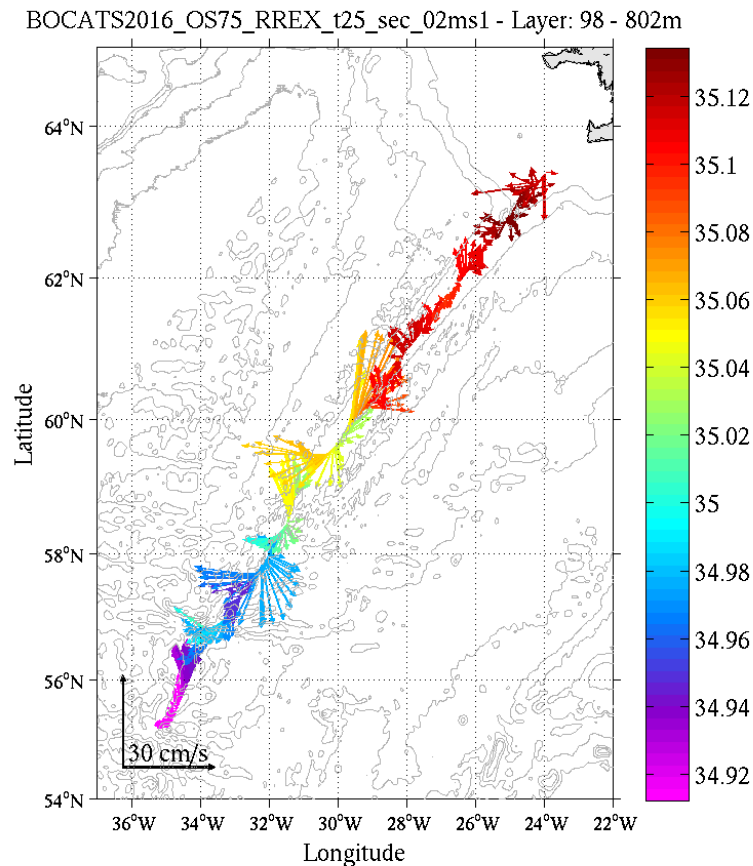 BOCATS2016_OS75_RREX_t25_sec_02ms1 - Layer: 98 - 802m
64°N
62°N
60°N
58°N
56°N
54°N
Latitude
30 cm/s
36°W 34°W 32°W 30°W 28°W 26°W 24°W 22°W
Longitude
35.12
35.1
35.08
35.06
35.04
35.02
35
34.98
34.96
34.94
34.92